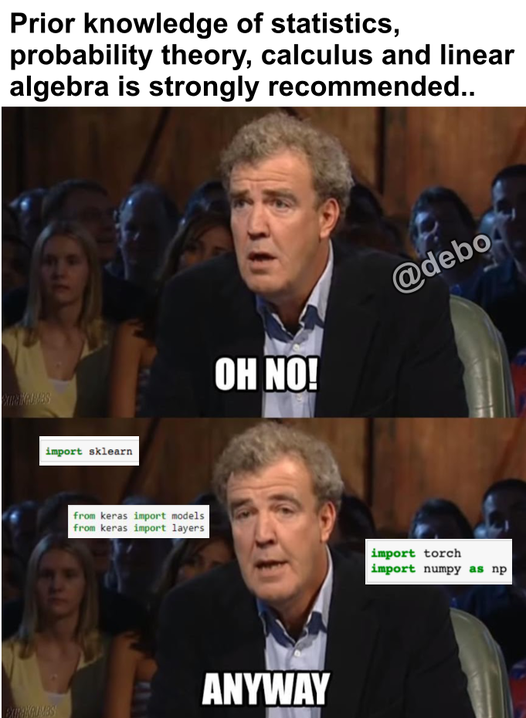 Prior knowledge of statistics,
probability theory, calculus and linear
algebra is strongly recommended..
@debo
OH NO!
import sklearn
from keras import models
from keras import layers
import torch
import numpy as np
ANYWAY